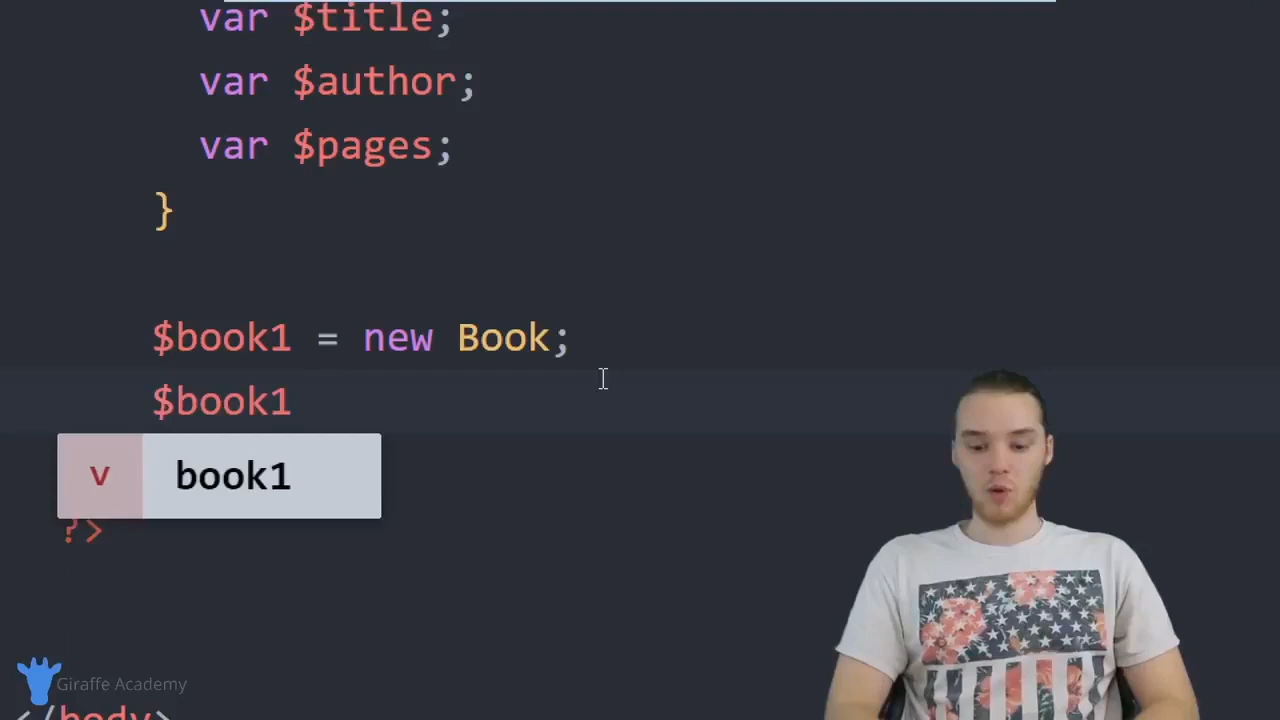 var $title;
var $author;
var $pages;
}
$book1 = new Book;
$book1
v book1
?>
Giraffe Academy
</body>